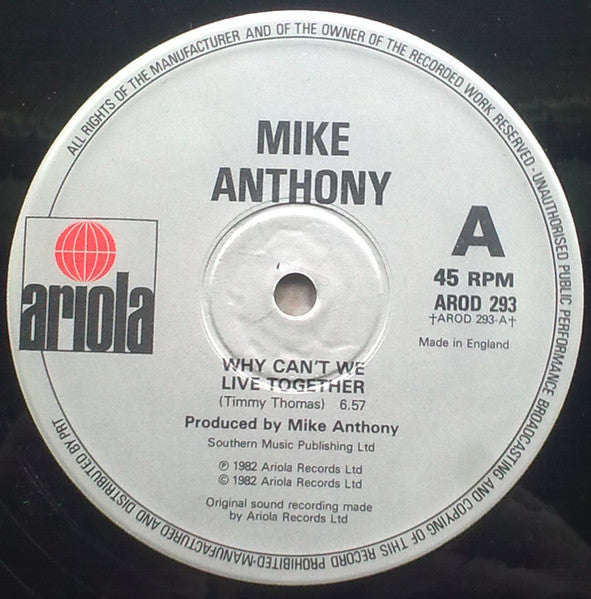 ALL RIGHTS OF THE MANUFACTURER AND OF THE OWNER OF THE RECORDED WORK RESERVED - UNAUTHORISED PUBLIC PERFORMANCE BROADCASTING AND COPYING OF THIS RECORD PROHIBITED-MANUFACTURED AND DISTRIBUTED BY PRT
MIKE
ANTHONY
ariola
A
45 RPM
AROD 293
†AROD 293-A†
Made in England
WHY CAN'T WE
LIVE TOGETHER
(Timmy Thomas) 6.57
Produced by Mike Anthony
Southern Music Publishing Ltd
℗ 1982 Ariola Records Ltd
© 1982 Ariola Records Ltd
Original sound recording made
by Ariola Records Ltd